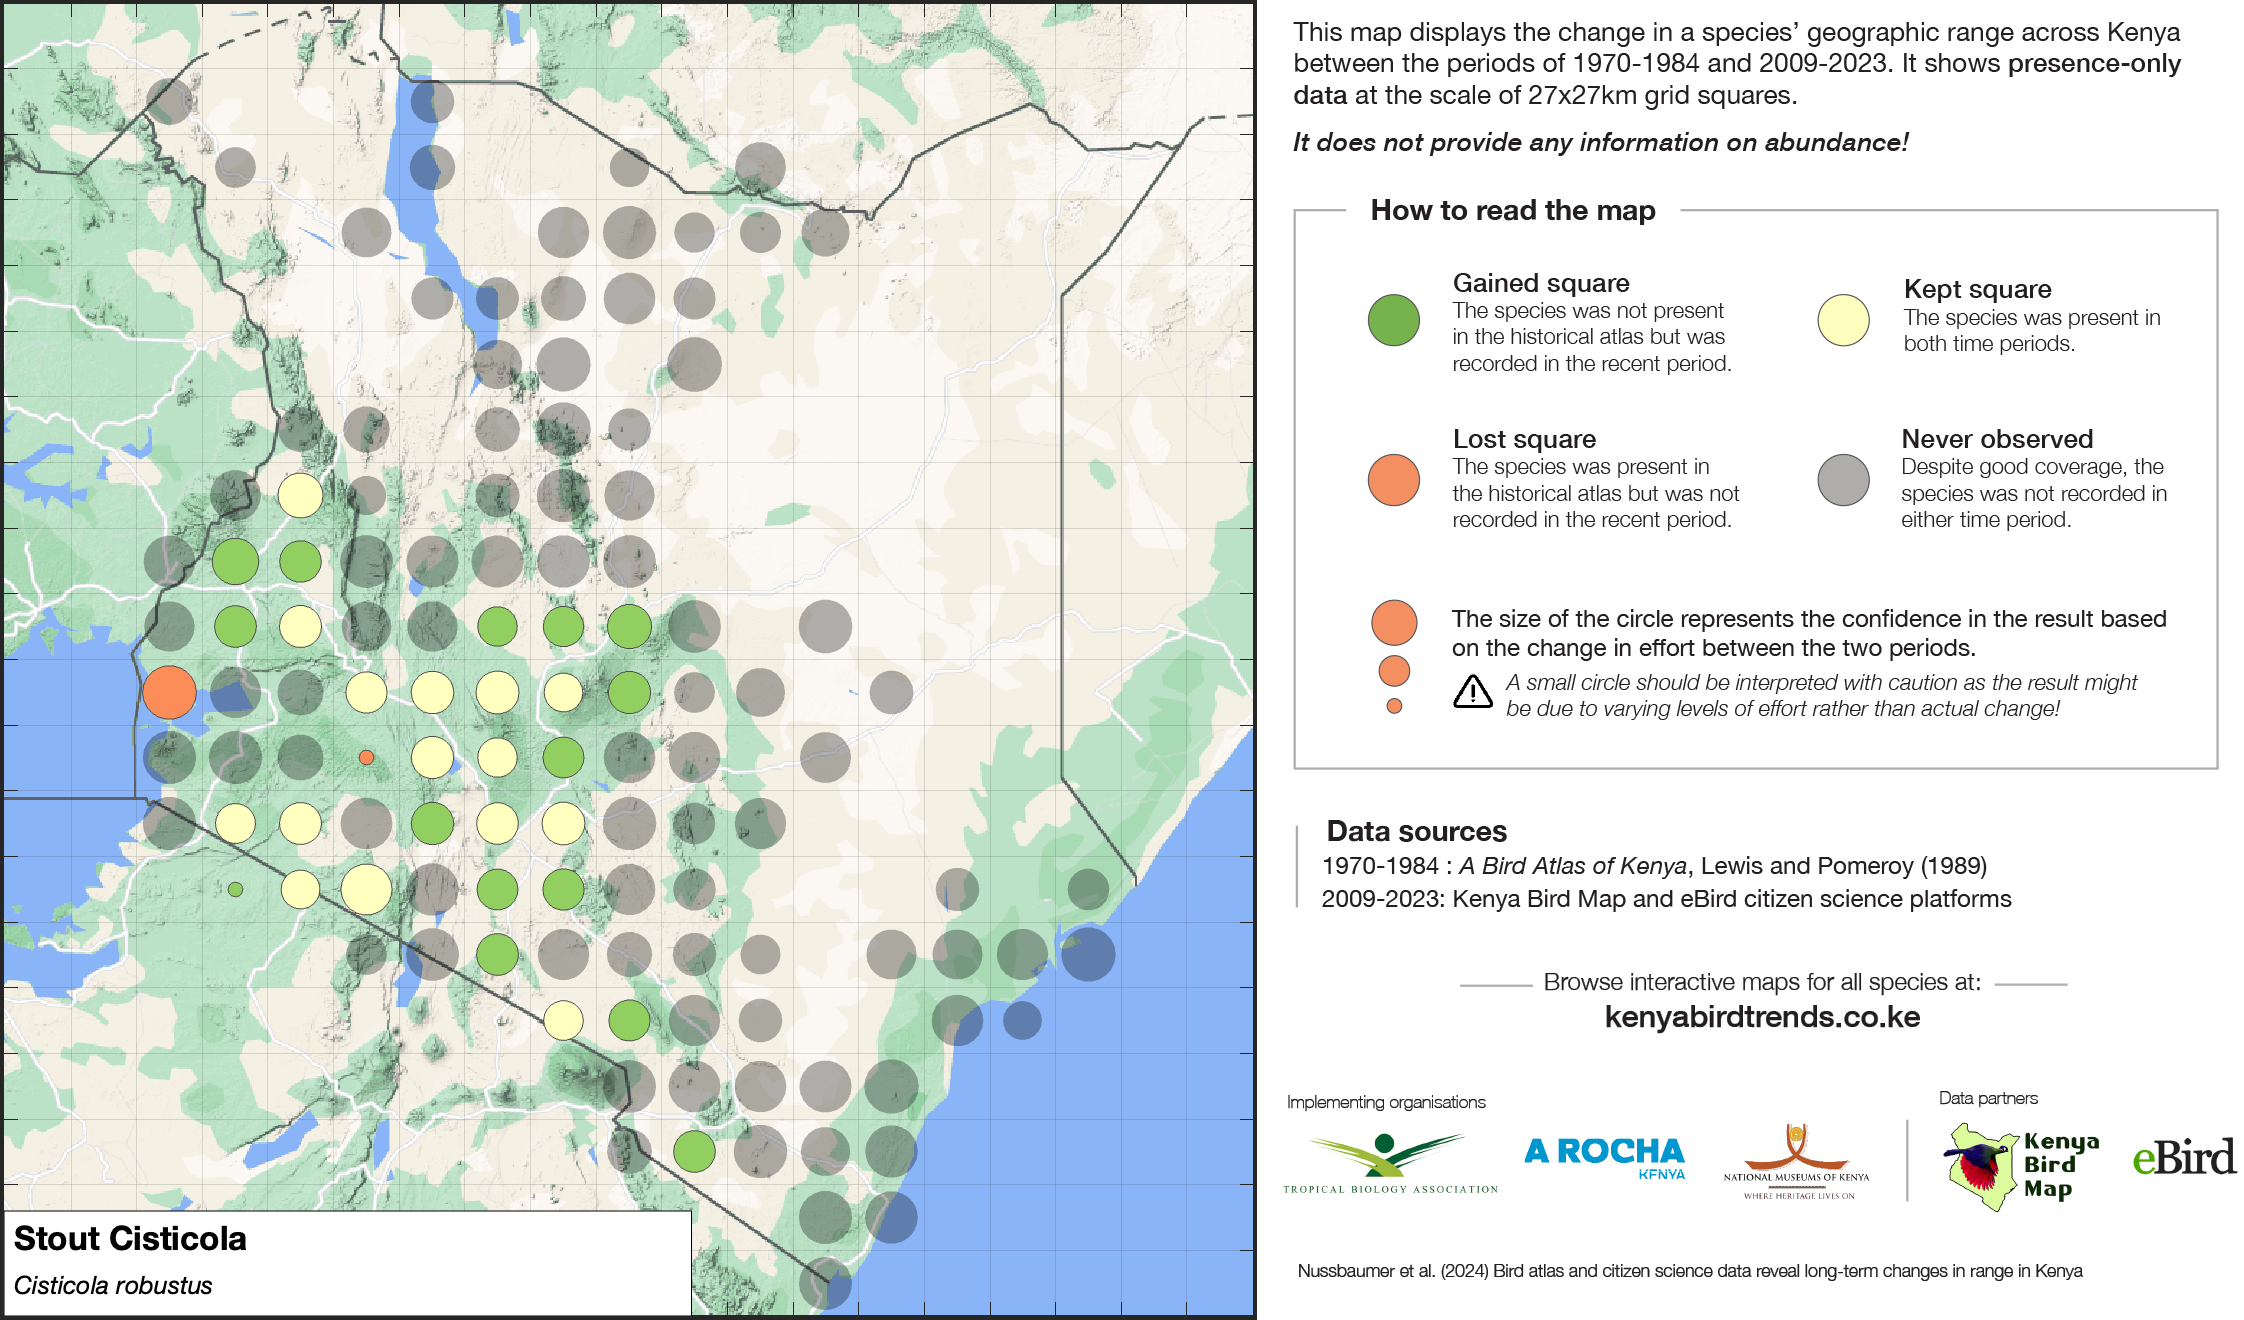 This map displays the change in a species’ geographic range across Kenya
between the periods of 1970-1984 and 2009-2023. It shows presence-only
data at the scale of 27x27km grid squares.
It does not provide any information on abundance!
How to read the map
Gained square
The species was not present
in the historical atlas but was
recorded in the recent period.
Kept square
The species was present in
both time periods.
Lost square
The species was present in
the historical atlas but was not
recorded in the recent period.
Never observed
Despite good coverage, the
species was not recorded in
either time period.
The size of the circle represents the confidence in the result based
on the change in effort between the two periods.
A small circle should be interpreted with caution as the result might
be due to varying levels of effort rather than actual change!
Data sources
1970-1984 : A Bird Atlas of Kenya, Lewis and Pomeroy (1989)
2009-2023: Kenya Bird Map and eBird citizen science platforms
Browse interactive maps for all species at:
kenyabirdtrends.co.ke
Implementing organisations
Data partners
TROPICAL BIOLOGY ASSOCIATION
A ROCHA
KENYA
NATIONAL MUSEUMS OF KENYA
WHERE HERITAGE LIVES ON
Kenya
Bird
Map
eBird
Nussbaumer et al. (2024) Bird atlas and citizen science data reveal long-term changes in range in Kenya
Stout Cisticola
Cisticola robustus